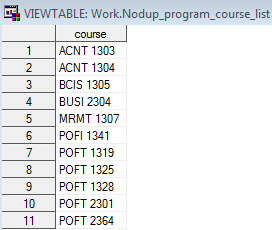 VIEWTABLE: Work.Nodup_program_course_list
course
1 ACNT 1303
2 ACNT 1304
3 BCIS 1305
4 BUSI 2304
5 MRMT 1307
6 POFI 1341
7 POFT 1319
8 POFT 1325
9 POFT 1328
10 POFT 2301
11 POFT 2364